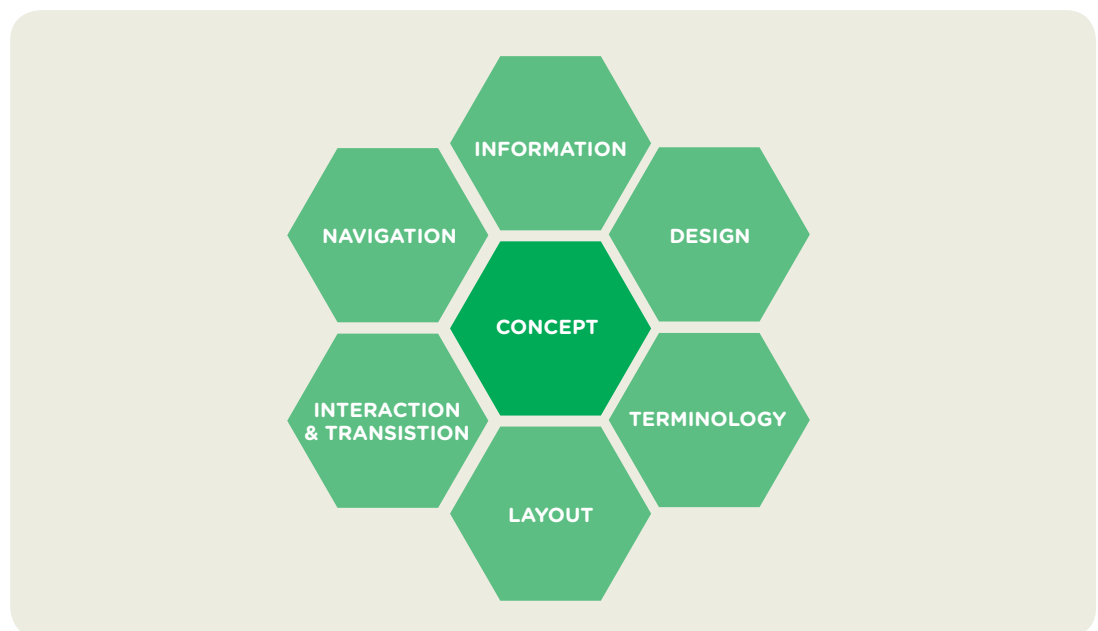 INFORMATION
NAVIGATION
DESIGN
CONCEPT
INTERACTION
& TRANSISTION
TERMINOLOGY
LAYOUT